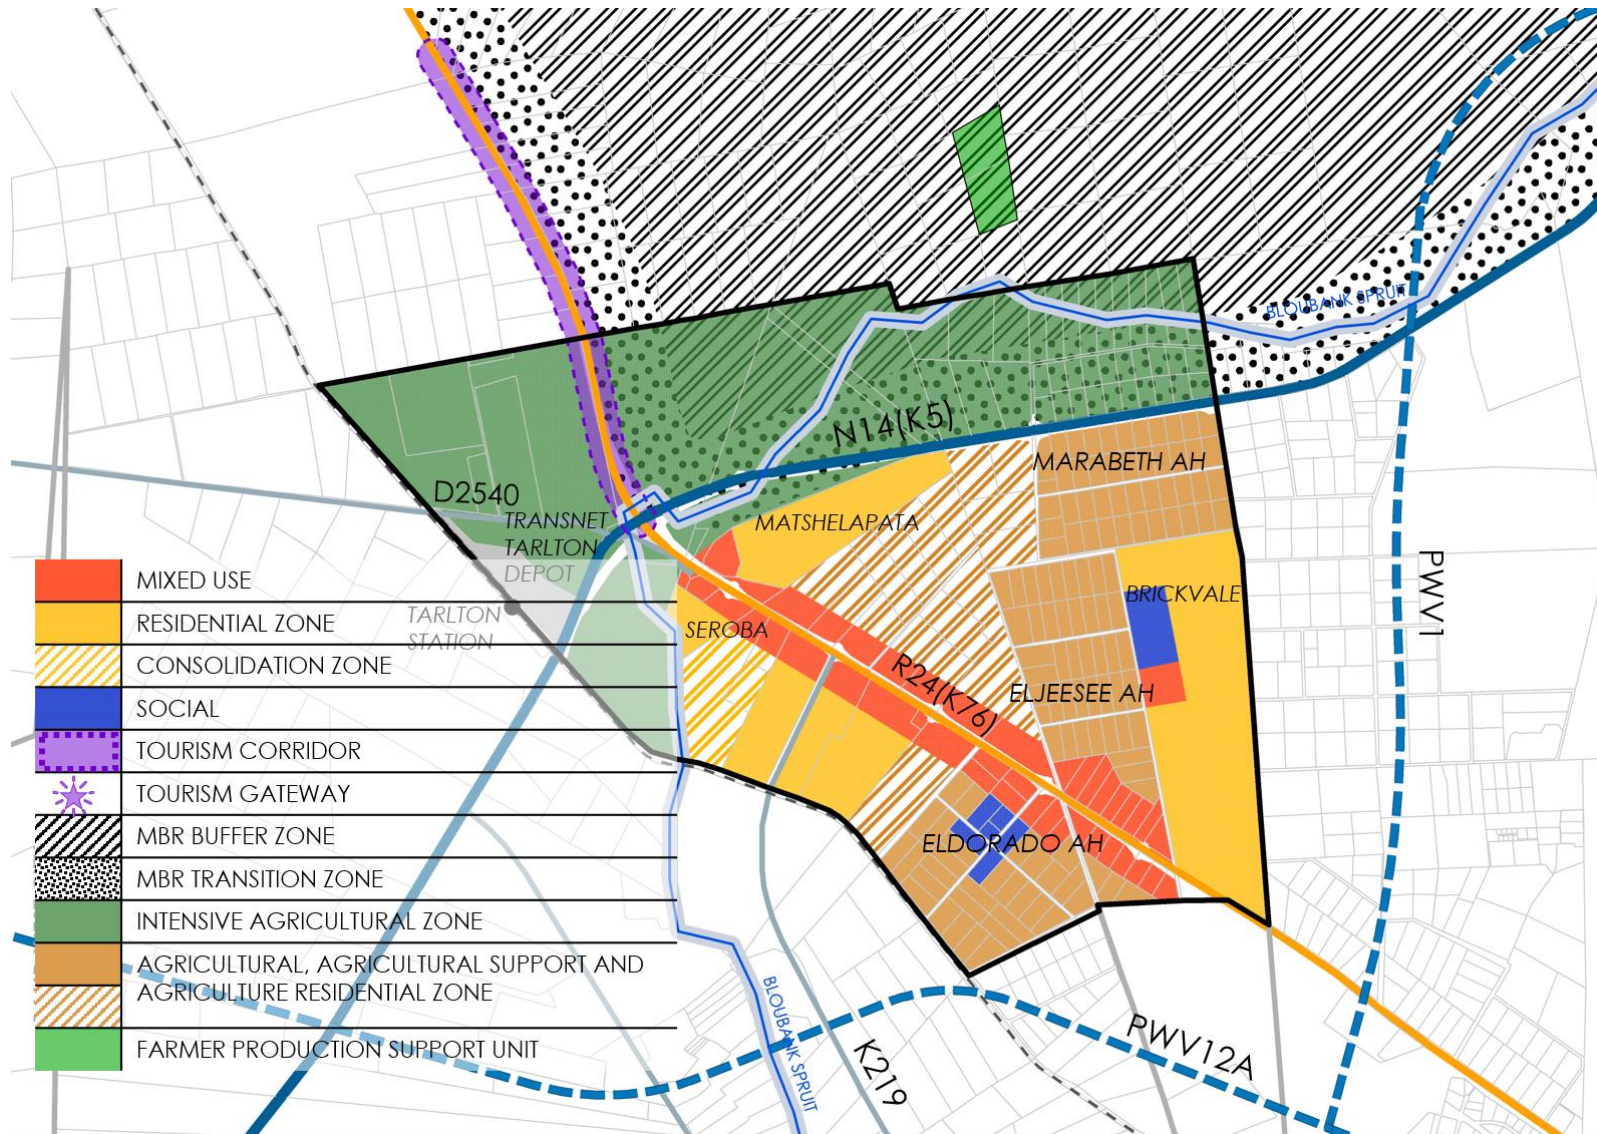 BLOUBANK SPRUIT
N14(K5)
MARABETH AH
D2540
TRANSNET
TARLTON
DEPOT
MATSHELAPATA
PWV1
BRICKVALE
TARLTON
STATION
SEROBA
R24(K76)
ELJEESEE AH
ELDORADO AH
MIXED USE
RESIDENTIAL ZONE
CONSOLIDATION ZONE
SOCIAL
TOURISM CORRIDOR
TOURISM GATEWAY
MBR BUFFER ZONE
MBR TRANSITION ZONE
INTENSIVE AGRICULTURAL ZONE
AGRICULTURAL, AGRICULTURAL SUPPORT AND
AGRICULTURE RESIDENTIAL ZONE
FARMER PRODUCTION SUPPORT UNIT
BLOUBANK SPRUIT
K219
PWV12A